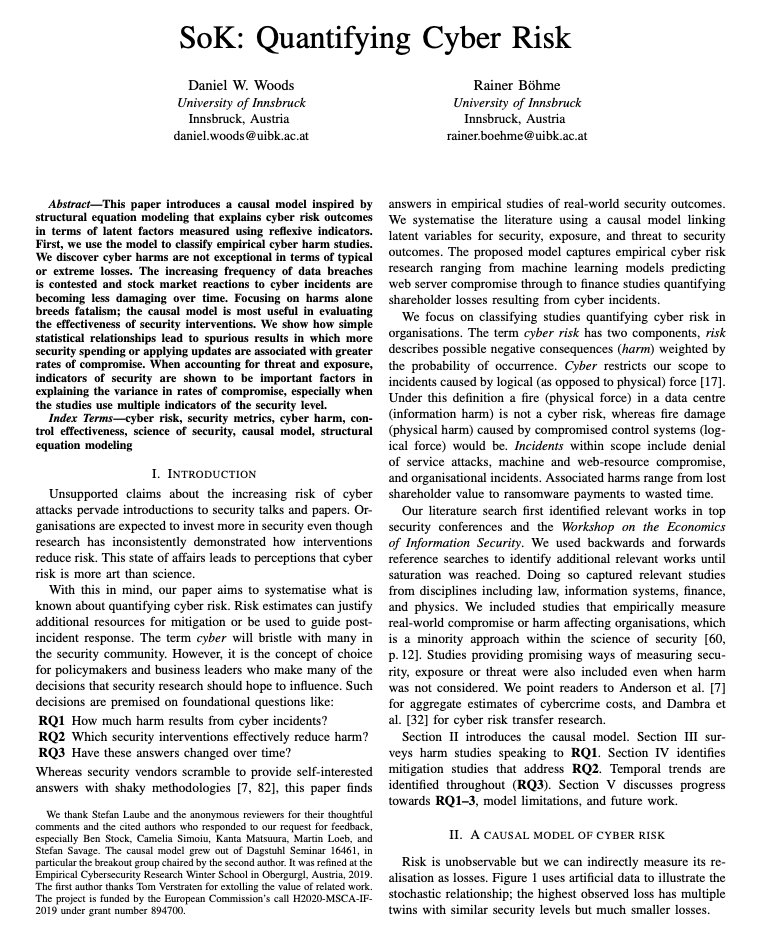 SoK: Quantifying Cyber Risk
Daniel W. Woods
University of Innsbruck
Innsbruck, Austria
daniel.woods@uibk.ac.at
Rainer Böhme
University of Innsbruck
Innsbruck, Austria
rainer.boehme@uibk.ac.at
Abstract—This paper introduces a causal model inspired by
structural equation modeling that explains cyber risk outcomes
in terms of latent factors measured using reflexive indicators.
First, we use the model to classify empirical cyber harm studies.
We discover cyber harms are not exceptional in terms of typical
or extreme losses. The increasing frequency of data breaches
is contested and stock market reactions to cyber incidents are
becoming less damaging over time. Focusing on harms alone
breeds fatalism; the causal model is most useful in evaluating
the effectiveness of security interventions. We show how simple
statistical relationships lead to spurious results in which more
security spending or applying updates are associated with greater
rates of compromise. When accounting for threat and exposure,
indicators of security are shown to be important factors in
explaining the variance in rates of compromise, especially when
the studies use multiple indicators of the security level.
Index Terms—cyber risk, security metrics, cyber harm, con-
trol effectiveness, science of security, causal model, structural
equation modeling
I. Introduction
Unsupported claims about the increasing risk of cyber
attacks pervade introductions to security talks and papers. Or-
ganisations are expected to invest more in security even though
research has inconsistently demonstrated how interventions
reduce risk. This state of affairs leads to perceptions that cyber
risk is more art than science.
With this in mind, our paper aims to systematise what is
known about quantifying cyber risk. Risk estimates can justify
additional resources for mitigation or be used to guide post-
incident response. The term cyber will bristle with many in
the security community. However, it is the concept of choice
for policymakers and business leaders who make many of the
decisions that security research should hope to influence. Such
decisions are premised on foundational questions like:
RQ1 How much harm results from cyber incidents?
RQ2 Which security interventions effectively reduce harm?
RQ3 Have these answers changed over time?
Whereas security vendors scramble to provide self-interested
answers with shaky methodologies [7, 82], this paper finds
We thank Stefan Laube and the anonymous reviewers for their thoughtful
comments and the cited authors who responded to our request for feedback,
especially Ben Stock, Camelia Simoiu, Kanta Matsuura, Martin Loeb, and
Stefan Savage. The causal model grew out of Dagstuhl Seminar 16461, in
particular the breakout group chaired by the second author. It was refined at the
Empirical Cybersecurity Research Winter School in Obergurgl, Austria, 2019.
The first author thanks Tom Verstraten for extolling the value of related work.
The project is funded by the European Commission's call H2020-MSCA-IF-
2019 under grant number 894700.
answers in empirical studies of real-world security outcomes.
We systematise the literature using a causal model linking
latent variables for security, exposure, and threat to security
outcomes. The proposed model captures empirical cyber risk
research ranging from machine learning models predicting
web server compromise through to finance studies quantifying
shareholder losses resulting from cyber incidents.
We focus on classifying studies quantifying cyber risk in
organisations. The term cyber risk has two components, risk
describes possible negative consequences (harm) weighted by
the probability of occurrence. Cyber restricts our scope to
incidents caused by logical (as opposed to physical) force [17].
Under this definition a fire (physical force) in a data centre
(information harm) is not a cyber risk, whereas fire damage
(physical harm) caused by compromised control systems (log-
ical force) would be. Incidents within scope include denial
of service attacks, machine and web-resource compromise,
and organisational incidents. Associated harms range from lost
shareholder value to ransomware payments to wasted time.
Our literature search first identified relevant works in top
security conferences and the Workshop on the Economics
of Information Security. We used backwards and forwards
reference searches to identify additional relevant works until
saturation was reached. Doing so captured relevant studies
from disciplines including law, information systems, finance,
and physics. We included studies that empirically measure
real-world compromise or harm affecting organisations, which
is a minority approach within the science of security [60,
p. 12]. Studies providing promising ways of measuring secu-
rity, exposure or threat were also included even when harm
was not considered. We point readers to Anderson et al. [7]
for aggregate estimates of cybercrime costs, and Dambra et
al. [32] for cyber risk transfer research.
Section II introduces the causal model. Section III sur-
veys harm studies speaking to RQ1. Section IV identifies
mitigation studies that address RQ2. Temporal trends are
identified throughout (RQ3). Section V discusses progress
towards RQ1–3, model limitations, and future work.
II. A causal model of cyber risk
Risk is unobservable but we can indirectly measure its re-
alisation as losses. Figure 1 uses artificial data to illustrate the
stochastic relationship; the highest observed loss has multiple
twins with similar security levels but much smaller losses.